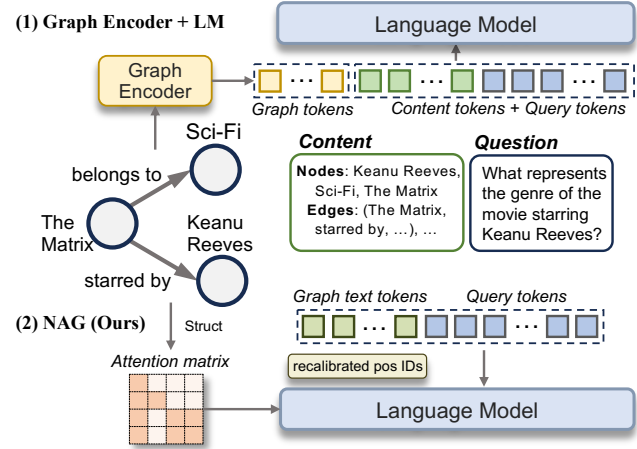 (1) Graph Encoder + LM
Language Model
Graph
Encoder
Graph tokens
Content tokens + Query tokens
Sci-Fi
belongs to
The
Matrix
Keanu
Reeves
starred by
Content
Nodes: Keanu Reeves,
Sci-Fi, The Matrix
Edges: (The Matrix,
starred by, ...), ...
Question
What represents
the genre of the
movie starring
Keanu Reeves?
(2) NAG (Ours)
Struct
Attention matrix
Graph text tokens
Query tokens
recalibrated pos IDs
Language Model